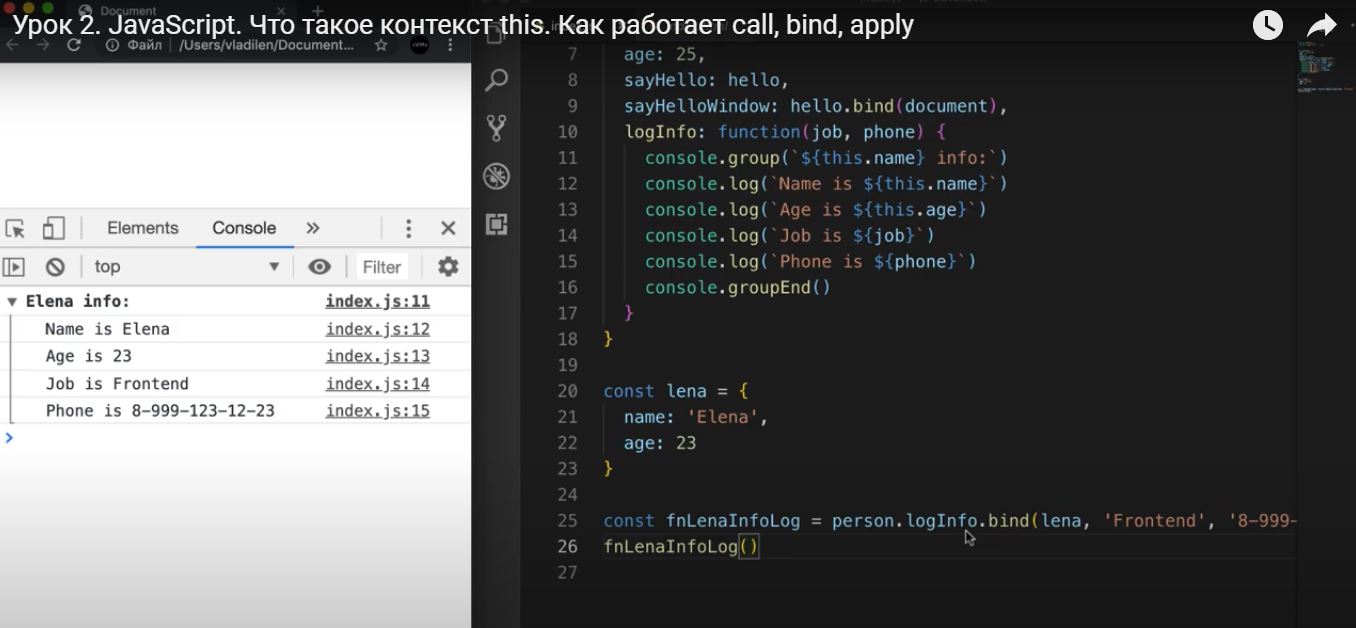 Document
Урок 2. JavaScript. Что такое контекст this. Как работает call, bind, apply
Файл /Users/vladilen/Document...
Elements Console
top Filter
Elena info: index.js:11
Name is Elena index.js:12
Age is 23 index.js:13
Job is Frontend index.js:14
Phone is 8-999-123-12-23 index.js:15
7 age: 25,
8 sayHello: hello,
9 sayHelloWindow: hello.bind(document),
10 logInfo: function(job, phone) {
11 console.group(`${this.name} info:`)
12 console.log(`Name is ${this.name}`)
13 console.log(`Age is ${this.age}`)
14 console.log(`Job is ${job}`)
15 console.log(`Phone is ${phone}`)
16 console.groupEnd()
17 }
18 }
19
20 const lena = {
21 name: 'Elena',
22 age: 23
23 }
24
25 const fnLenaInfoLog = person.logInfo.bind(lena, 'Frontend', '8-999-
26 fnLenaInfoLog()
27